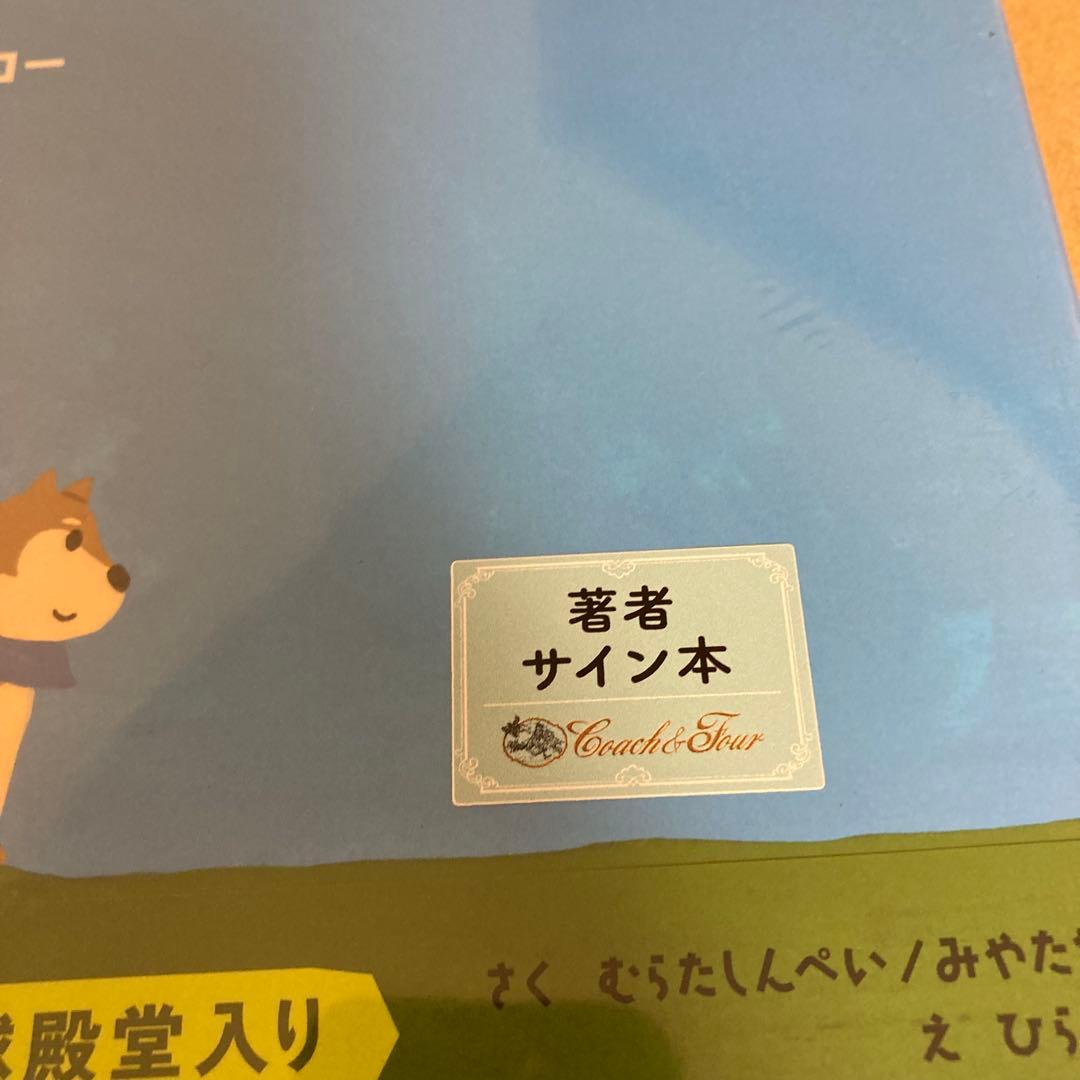 ロー
著者
サイン本
Coach&Four
さく むらたしんぺい/みやた
え ひら
殿堂入り